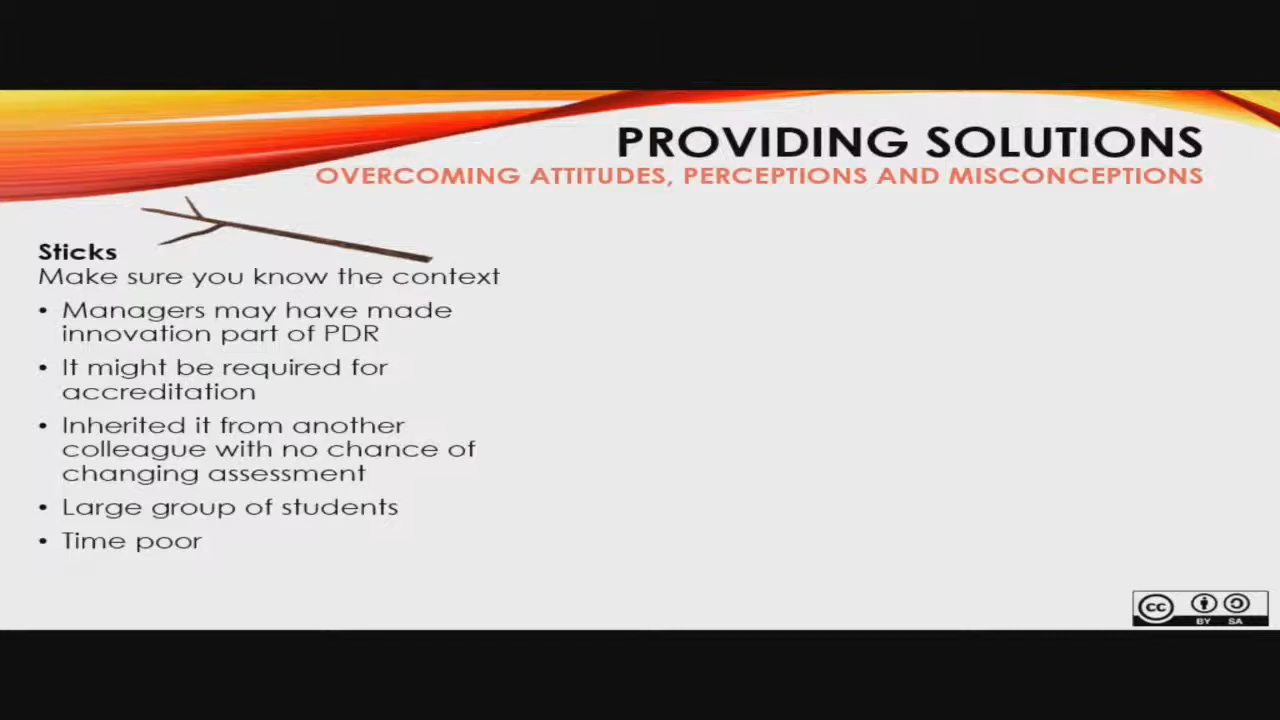 PROVIDING SOLUTIONS
OVERCOMING ATTITUDES, PERCEPTIONS AND MISCONCEPTIONS
Sticks
Make sure you know the context
• Managers may have made
innovation part of PDR
• It might be required for
accreditation
• Inherited it from another
colleague with no chance of
changing assessment
• Large group of students
• Time poor
cc
BY SA